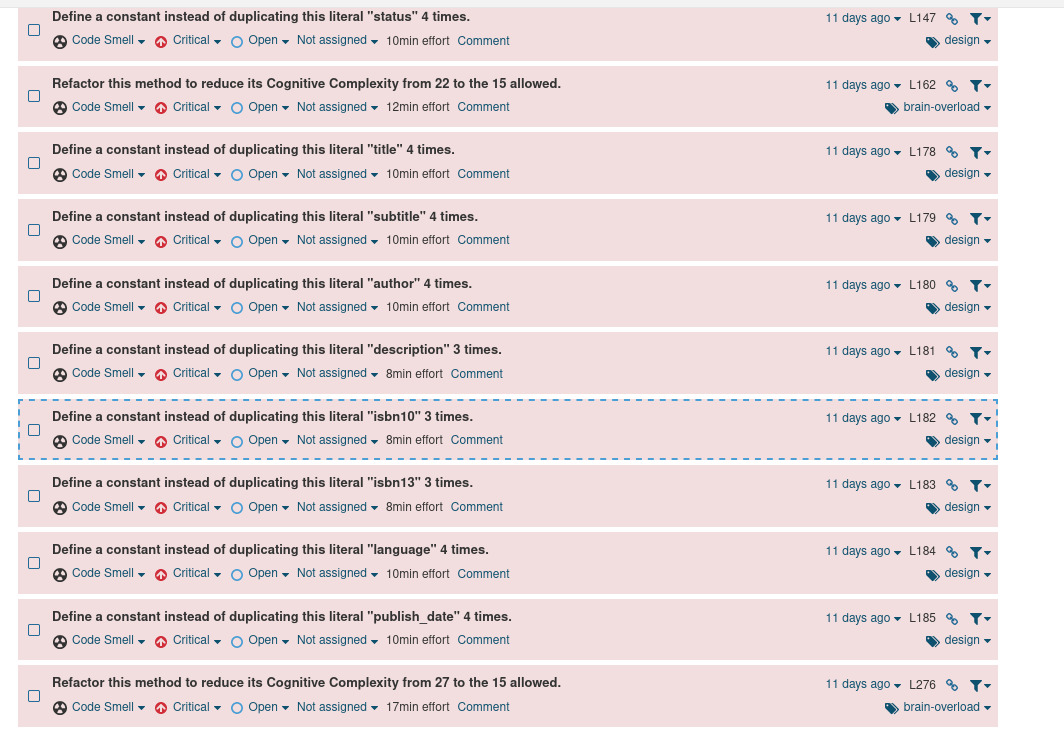 Define a constant instead of duplicating this literal "status" 4 times. 11 days ago L147
Code Smell Critical Open Not assigned 10min effort Comment design
Refactor this method to reduce its Cognitive Complexity from 22 to the 15 allowed. 11 days ago L162
Code Smell Critical Open Not assigned 12min effort Comment brain-overload
Define a constant instead of duplicating this literal "title" 4 times. 11 days ago L178
Code Smell Critical Open Not assigned 10min effort Comment design
Define a constant instead of duplicating this literal "subtitle" 4 times. 11 days ago L179
Code Smell Critical Open Not assigned 10min effort Comment design
Define a constant instead of duplicating this literal "author" 4 times. 11 days ago L180
Code Smell Critical Open Not assigned 10min effort Comment design
Define a constant instead of duplicating this literal "description" 3 times. 11 days ago L181
Code Smell Critical Open Not assigned 8min effort Comment design
Define a constant instead of duplicating this literal "isbn10" 3 times. 11 days ago L182
Code Smell Critical Open Not assigned 8min effort Comment design
Define a constant instead of duplicating this literal "isbn13" 3 times. 11 days ago L183
Code Smell Critical Open Not assigned 8min effort Comment design
Define a constant instead of duplicating this literal "language" 4 times. 11 days ago L184
Code Smell Critical Open Not assigned 10min effort Comment design
Define a constant instead of duplicating this literal "publish_date" 4 times. 11 days ago L185
Code Smell Critical Open Not assigned 10min effort Comment design
Refactor this method to reduce its Cognitive Complexity from 27 to the 15 allowed. 11 days ago L276
Code Smell Critical Open Not assigned 17min effort Comment brain-overload